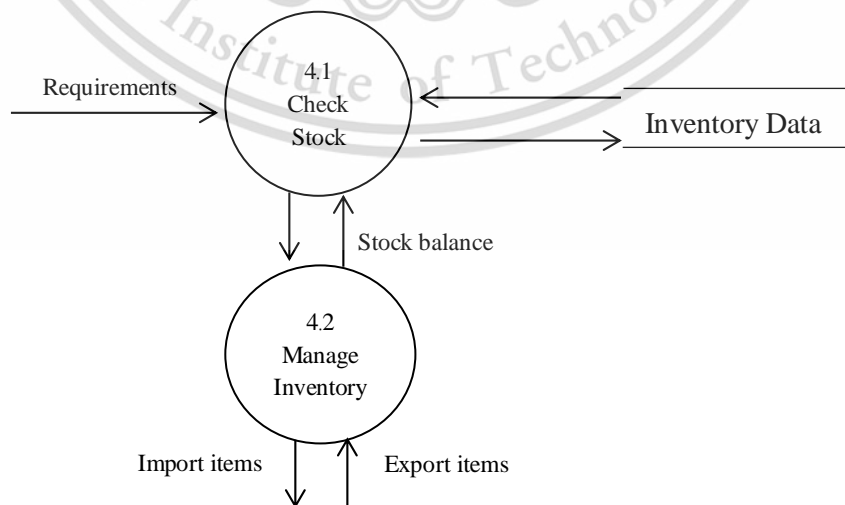 Institute of Technol
4.1
Check
Stock
Requirements
Inventory Data
Stock balance
4.2
Manage
Inventory
Import items
Export items